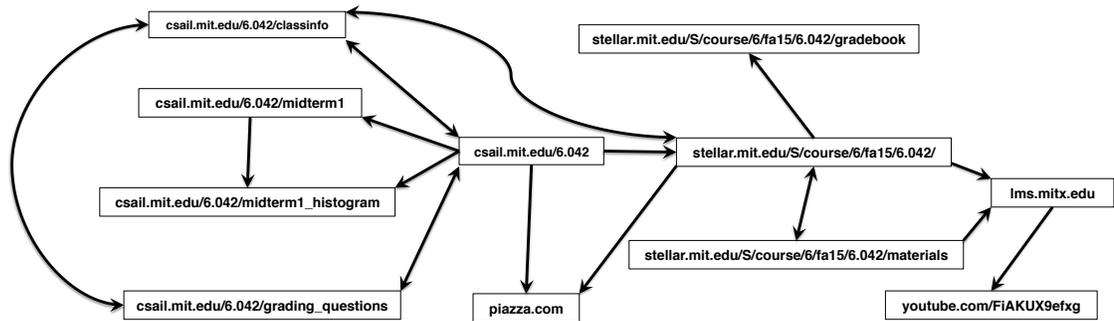 csail.mit.edu/6.042/classinfo
stellar.mit.edu/S/course/6/fa15/6.042/gradebook
csail.mit.edu/6.042/midterm1
csail.mit.edu/6.042
stellar.mit.edu/S/course/6/fa15/6.042/
lms.mitx.edu
csail.mit.edu/6.042/midterm1_histogram
stellar.mit.edu/S/course/6/fa15/6.042/materials
csail.mit.edu/6.042/grading_questions
piazza.com
youtube.com/FiAKUX9efxg